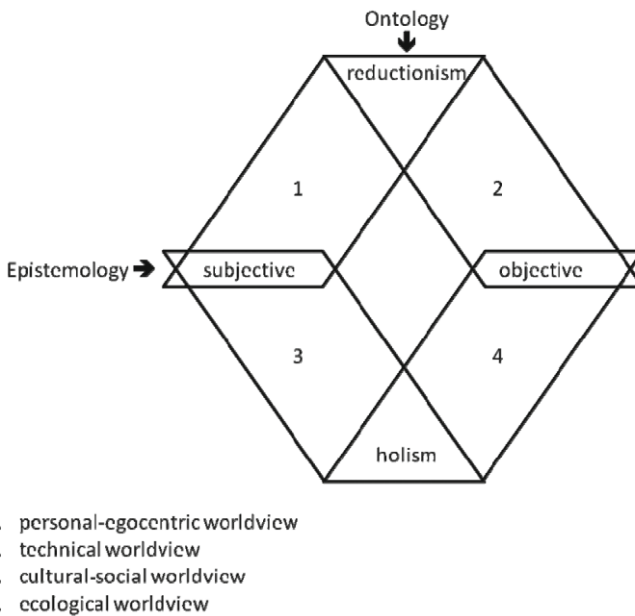 Ontology
reductionism
1
2
Epistemology
subjective
objective
3
4
holism
. personal-egocentric worldview
. technical worldview
. cultural-social worldview
. ecological worldview